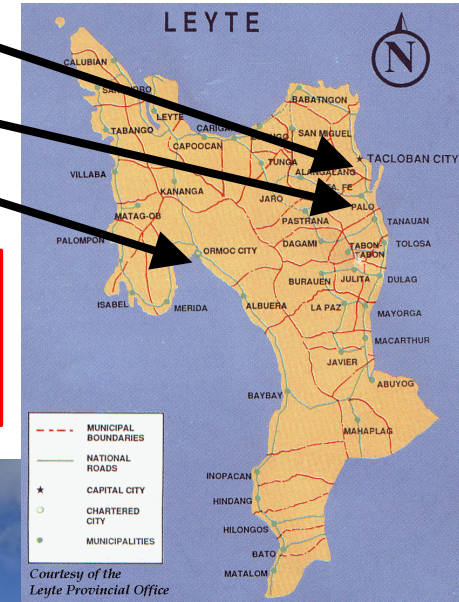 LEYTE
N
CALUBIAN
LEYTE
BABATNGON
TABANGO
SAN MIGUEL
CAPOOCAN
TUNGA
ALANGALANG
TACLOBAN CITY
VILLABA
KANANGA
JARO
PALO
MATAG-OB
PASTRANA
TANAUAN
PALOMPON
ORMOC CITY
DAGAMI
TABON-
TABON
TOLOSA
BURAUEN
JULITA
DULAG
ISABEL
MERIDA
ALBUERA
LA PAZ
MAYORGA
MACARTHUR
JAVIER
ABUYOG
BAYBAY
MAHAPLAG
INOPACAN
HINDANG
HILONGOS
BATO
MATALOM
MUNICIPAL
BOUNDARIES
NATIONAL
ROADS
CAPITAL CITY
CHARTERED
CITY
MUNICIPALITIES
Courtesy of the
Leyte Provincial Office